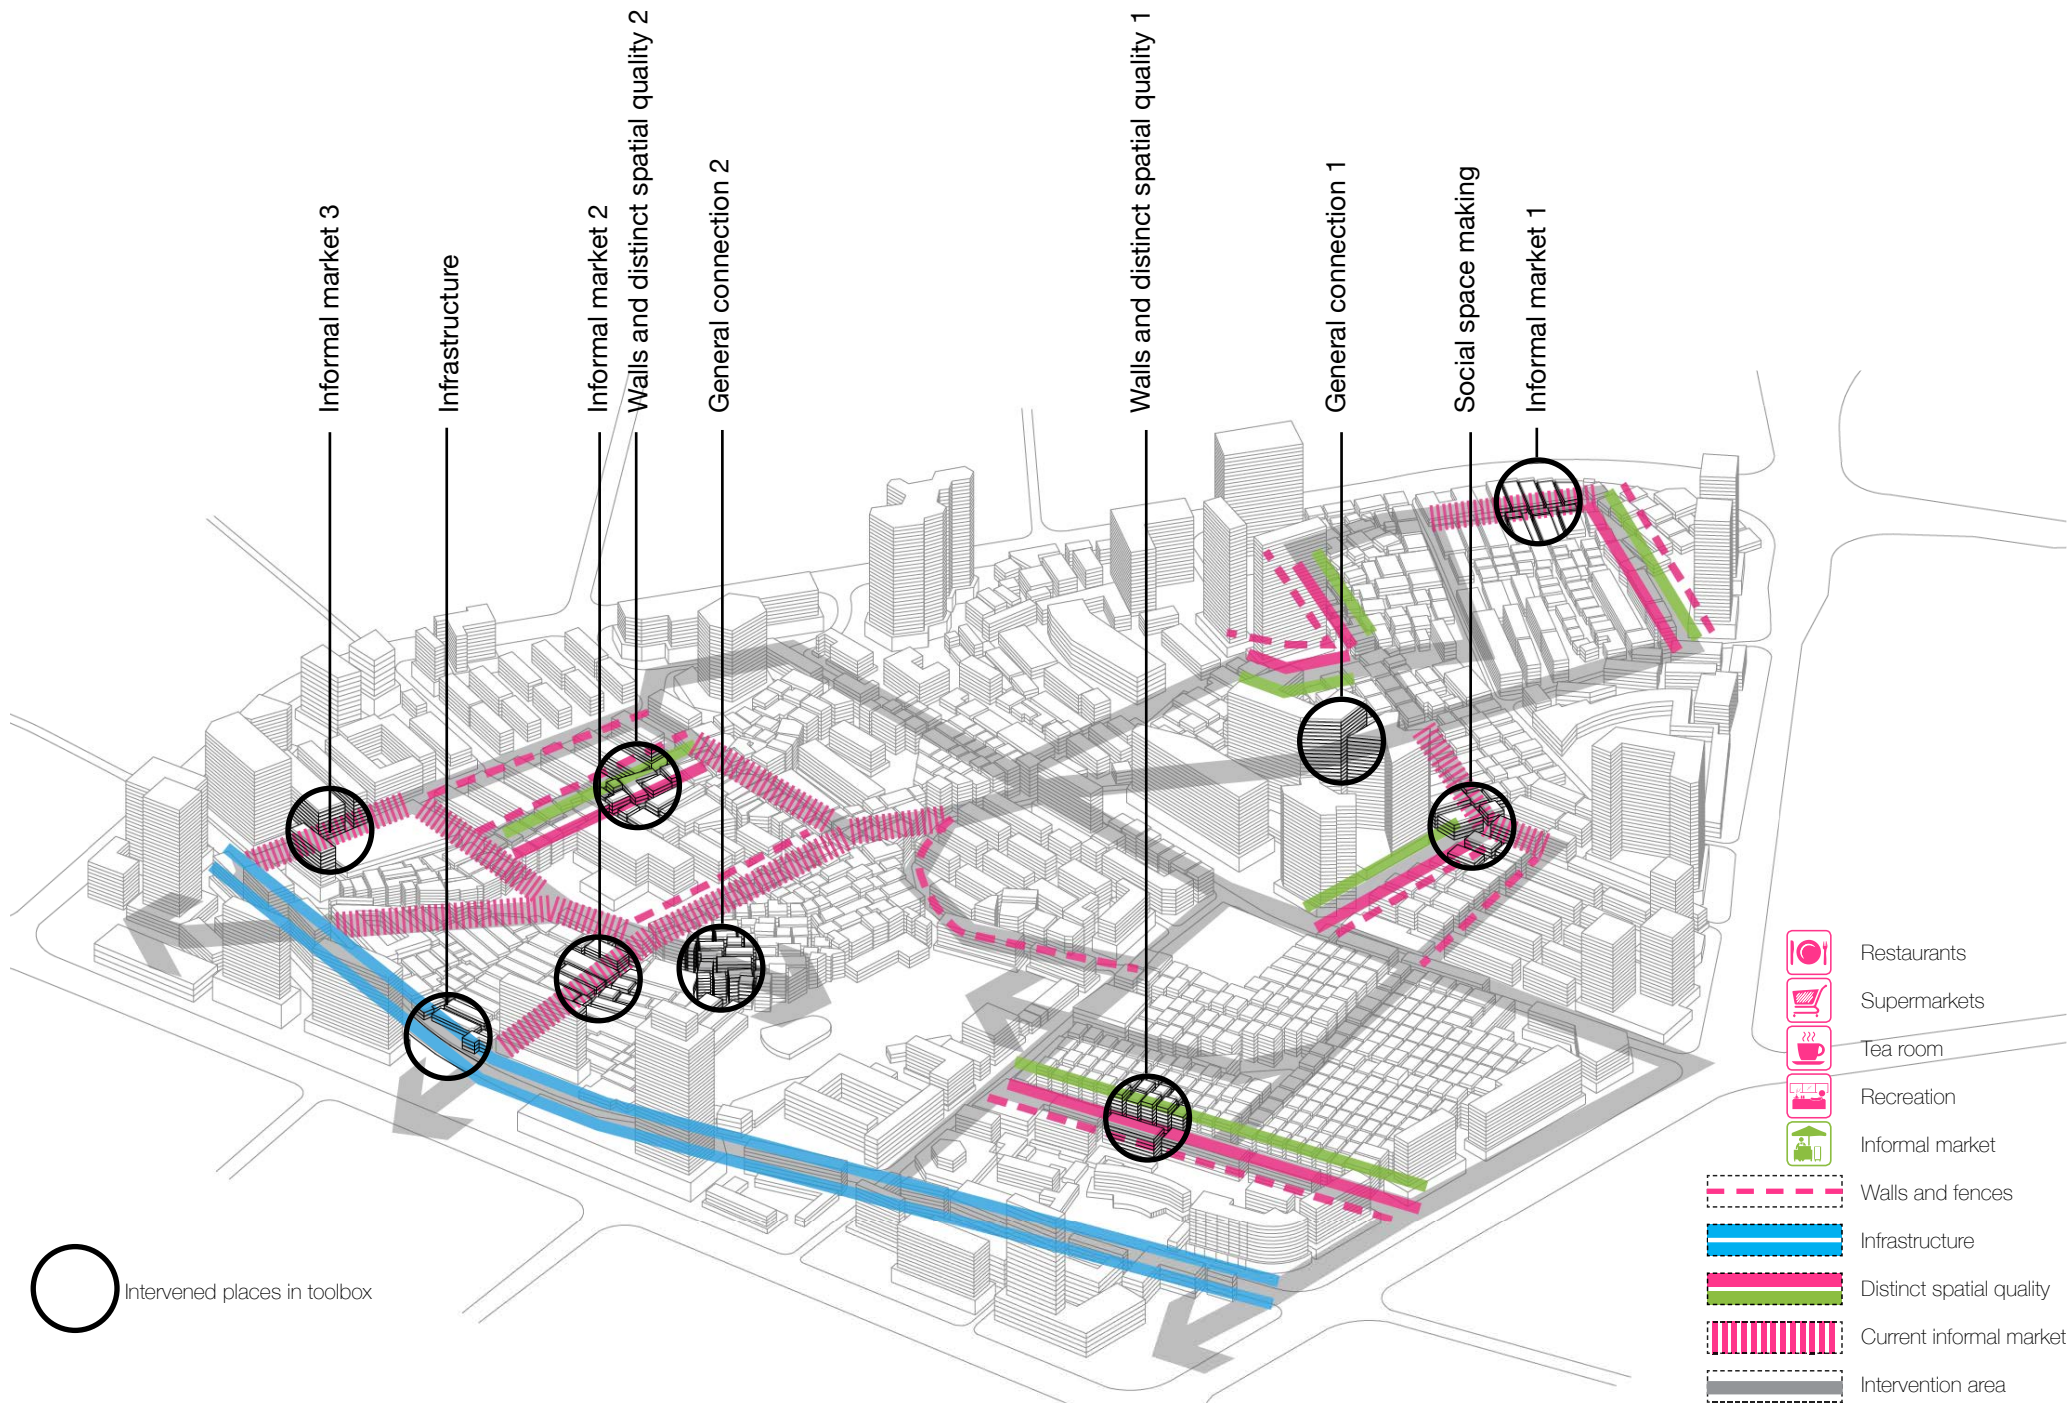 Informal market 3
Infrastructure
Informal market 2
Walls and distinct spatial quality 2
General connection 2
Walls and distinct spatial quality 1
General connection 1
Social space making
Informal market 1
Restaurants
Supermarkets
Tea room
Recreation
Informal market
Walls and fences
Infrastructure
Distinct spatial quality
Current informal market
Intervention area
Intervened places in toolbox